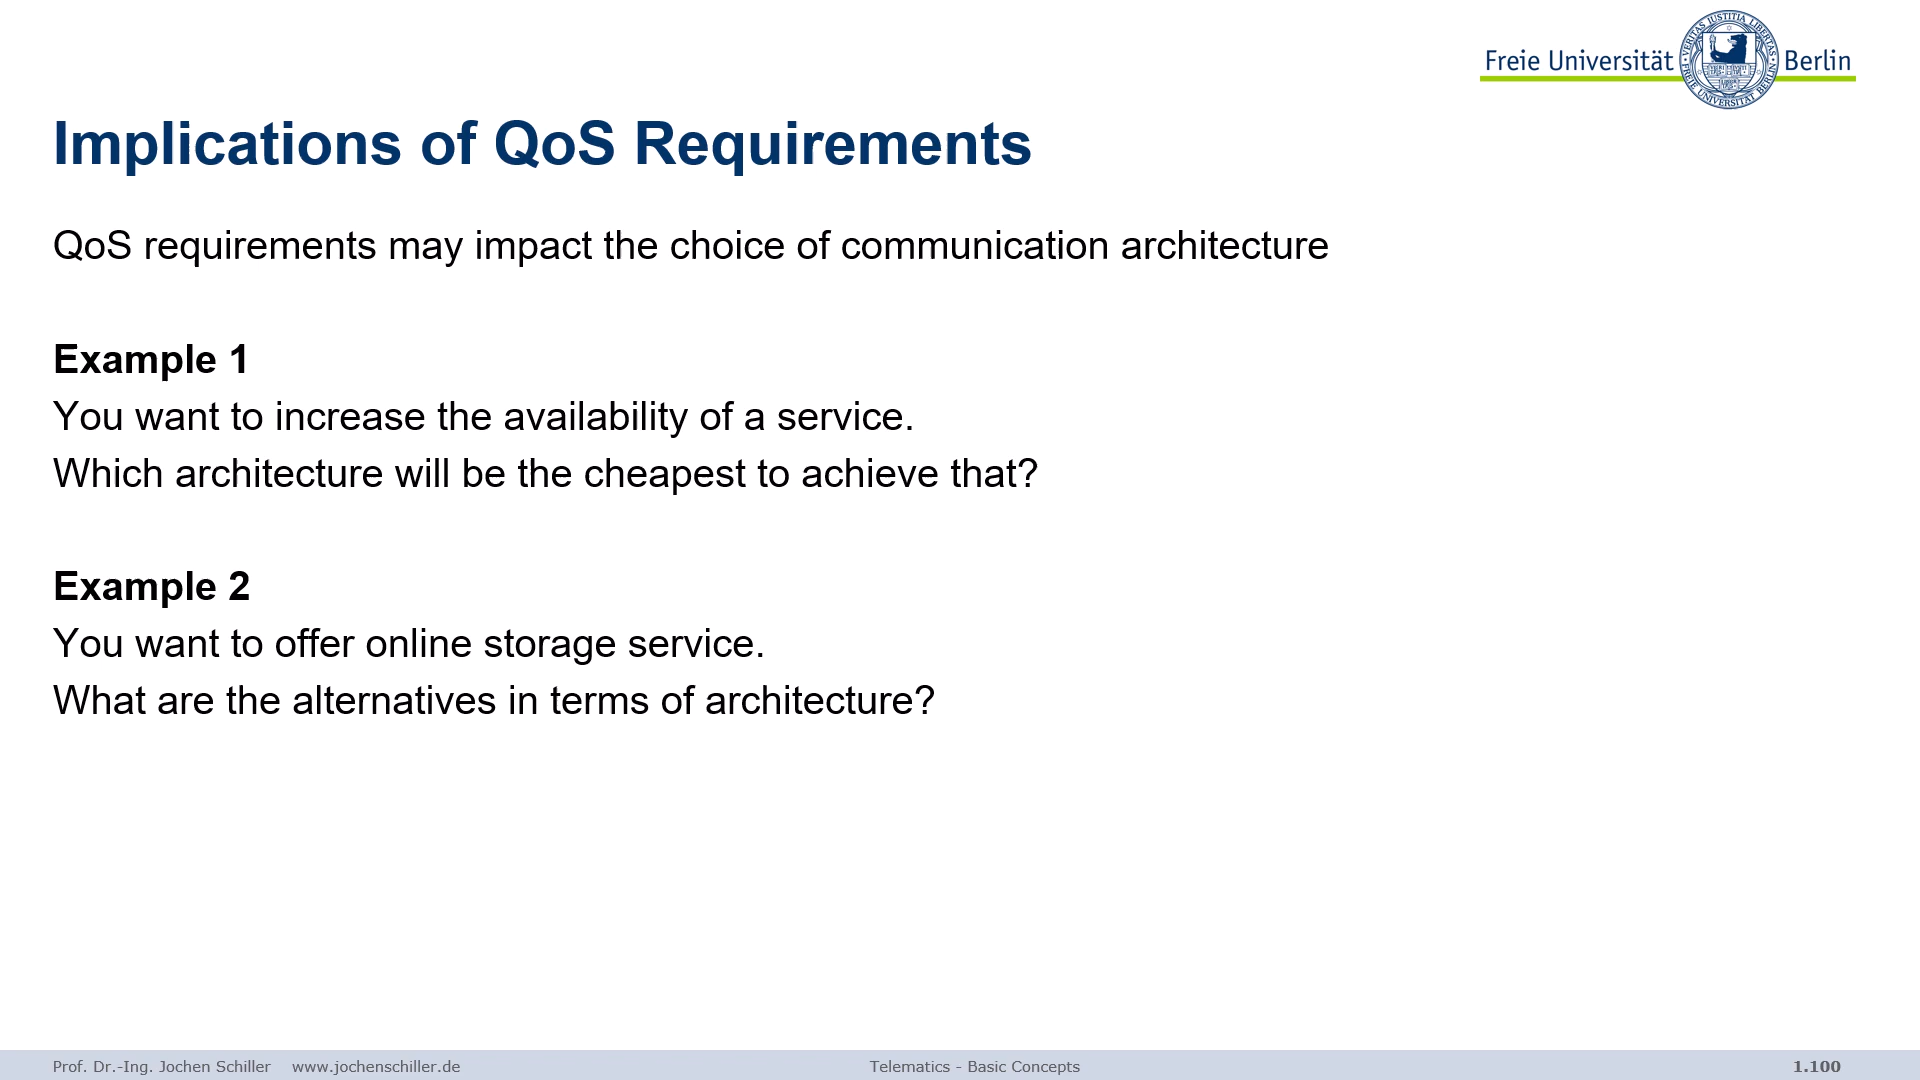 Freie Universität Berlin
Implications of QoS Requirements
QoS requirements may impact the choice of communication architecture
Example 1
You want to increase the availability of a service.
Which architecture will be the cheapest to achieve that?
Example 2
You want to offer online storage service.
What are the alternatives in terms of architecture?
Prof. Dr.-Ing. Jochen Schiller www.jochenschiller.de Telematics - Basic Concepts 1.100